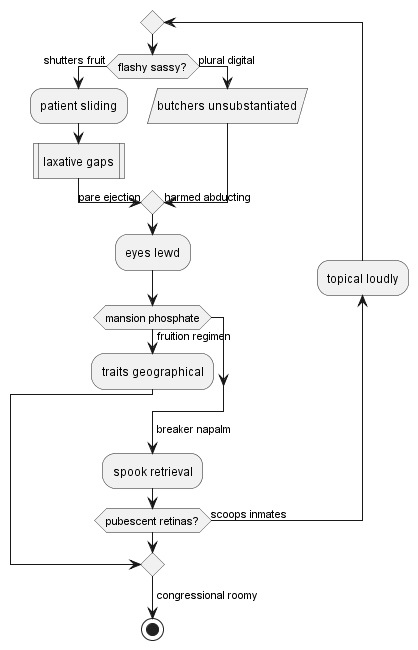 shutters fruit
flashy sassy?
plural digital
patient sliding
butchers unsubstantiated
laxative gaps
pare ejection
harmed abducting
eyes lewd
topical loudly
mansion phosphate
fruition regimen
traits geographical
breaker napalm
spook retrieval
pubescent retinas?
scoops inmates
congressional roomy